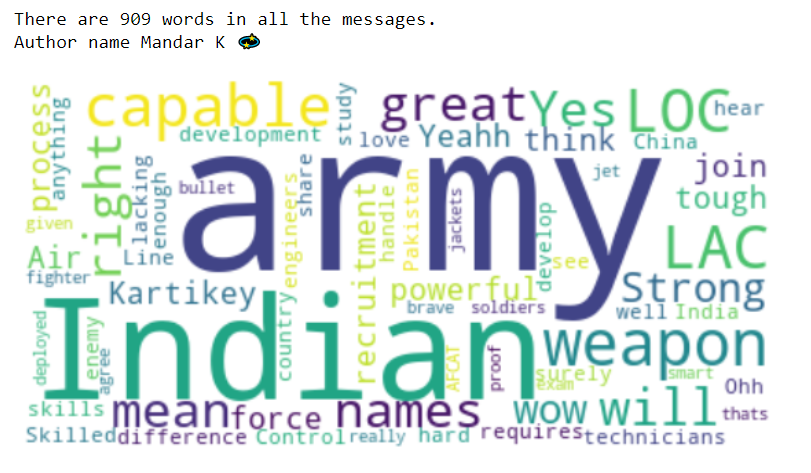 There are 909 words in all the messages.
Author name Mandar K 💫
process
anything
capable
development
study
great
love
Yes
Yeahh
think
LOC
China
hear
join
tough
army
right
lacking
enough
bullet
engineers
share
recruitment
handle
Pakistan
jackets
jet
develop
see
LAC
given
Air
Line
fighter
Kartikey
powerful
brave
soldiers
Strong
well
India
Indian
deployed
enemy
agree
country
AFCAT
proof
exam
surely
weapon
smart
Ohh
thats
skills
mean
force
names
wow
will
Skilled
difference
Control
really
hard
requires
technicians